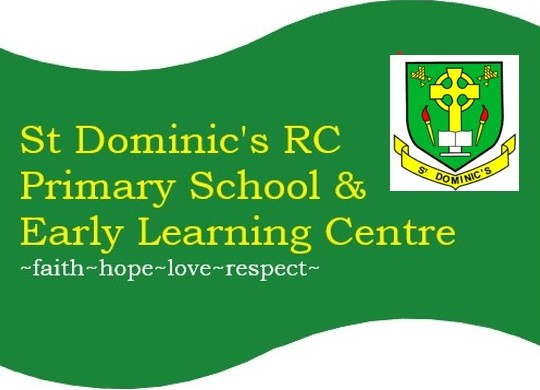 St Dominic's RC
Primary School &
Early Learning Centre
~faith~hope~love~respect~
ST DOMINIC'S